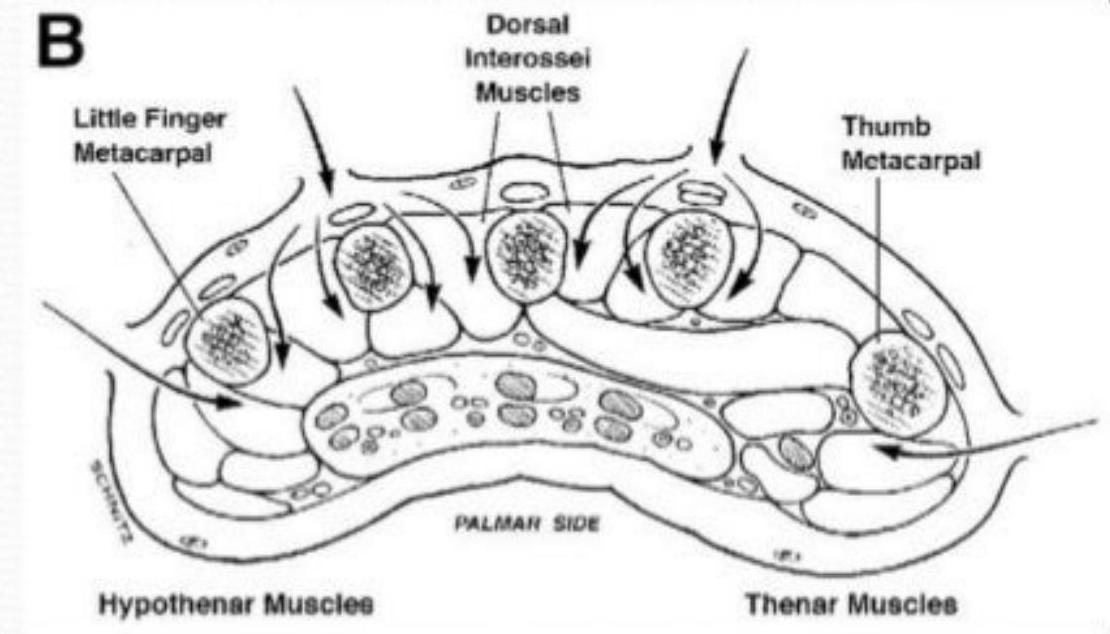 B
Dorsal
Interossei
Muscles
Little Finger
Metacarpal
Thumb
Metacarpal
SCHNITZ
PALMAR SIDE
Hypothenar Muscles
Thenar Muscles